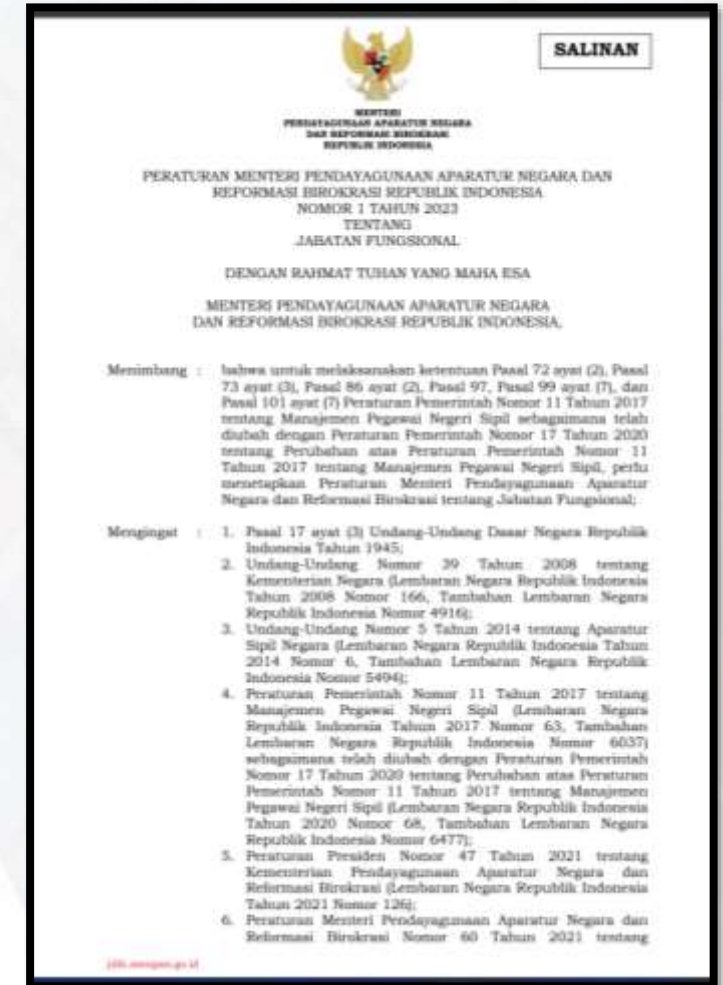 SALINAN
MENTERI
PENDAYAGUNAAN APARATUR NEGARA
DAN REFORMASI BIROKRASI
REPUBLIK INDONESIA
PERATURAN MENTERI PENDAYAGUNAAN APARATUR NEGARA DAN
REFORMASI BIROKRASI REPUBLIK INDONESIA
NOMOR 1 TAHUN 2023
TENTANG
JABATAN FUNGSIONAL
DENGAN RAHMAT TUHAN YANG MAHA ESA
MENTERI PENDAYAGUNAAN APARATUR NEGARA
DAN REFORMASI BIROKRASI REPUBLIK INDONESIA,
Menimbang : bahwa untuk melaksanakan ketentuan Pasal 72 ayat (2), Pasal
73 ayat (3), Pasal 86 ayat (2), Pasal 97, Pasal 99 ayat (7), dan
Pasal 101 ayat (7) Peraturan Pemerintah Nomor 11 Tahun 2017
tentang Manajemen Pegawai Negeri Sipil sebagaimana telah
diubah dengan Peraturan Pemerintah Nomor 17 Tahun 2020
tentang Perubahan atas Peraturan Pemerintah Nomor 11
Tahun 2017 tentang Manajemen Pegawai Negeri Sipil, perlu
menetapkan Peraturan Menteri Pendayagunaan Aparatur
Negara dan Reformasi Birokrasi tentang Jabatan Fungsional;
Mengingat : 1. Pasal 17 ayat (3) Undang-Undang Dasar Negara Republik
Indonesia Tahun 1945;
2. Undang-Undang Nomor 39 Tahun 2008 tentang
Kementerian Negara (Lembaran Negara Republik Indonesia
Tahun 2008 Nomor 166, Tambahan Lembaran Negara
Republik Indonesia Nomor 4916);
3. Undang-Undang Nomor 5 Tahun 2014 tentang Aparatur
Sipil Negara (Lembaran Negara Republik Indonesia Tahun
2014 Nomor 6, Tambahan Lembaran Negara Republik
Indonesia Nomor 5494);
4. Peraturan Pemerintah Nomor 11 Tahun 2017 tentang
Manajemen Pegawai Negeri Sipil (Lembaran Negara
Republik Indonesia Tahun 2017 Nomor 63, Tambahan
Lembaran Negara Republik Indonesia Nomor 6037)
sebagaimana telah diubah dengan Peraturan Pemerintah
Nomor 17 Tahun 2020 tentang Perubahan atas Peraturan
Pemerintah Nomor 11 Tahun 2017 tentang Manajemen
Pegawai Negeri Sipil (Lembaran Negara Republik Indonesia
Tahun 2020 Nomor 68, Tambahan Lembaran Negara
Republik Indonesia Nomor 6477);
5. Peraturan Presiden Nomor 47 Tahun 2021 tentang
Kementerian Pendayagunaan Aparatur Negara dan
Reformasi Birokrasi (Lembaran Negara Republik Indonesia
Tahun 2021 Nomor 126);
6. Peraturan Menteri Pendayagunaan Aparatur Negara dan
Reformasi Birokrasi Nomor 60 Tahun 2021 tentang
jdih.menpan.go.id